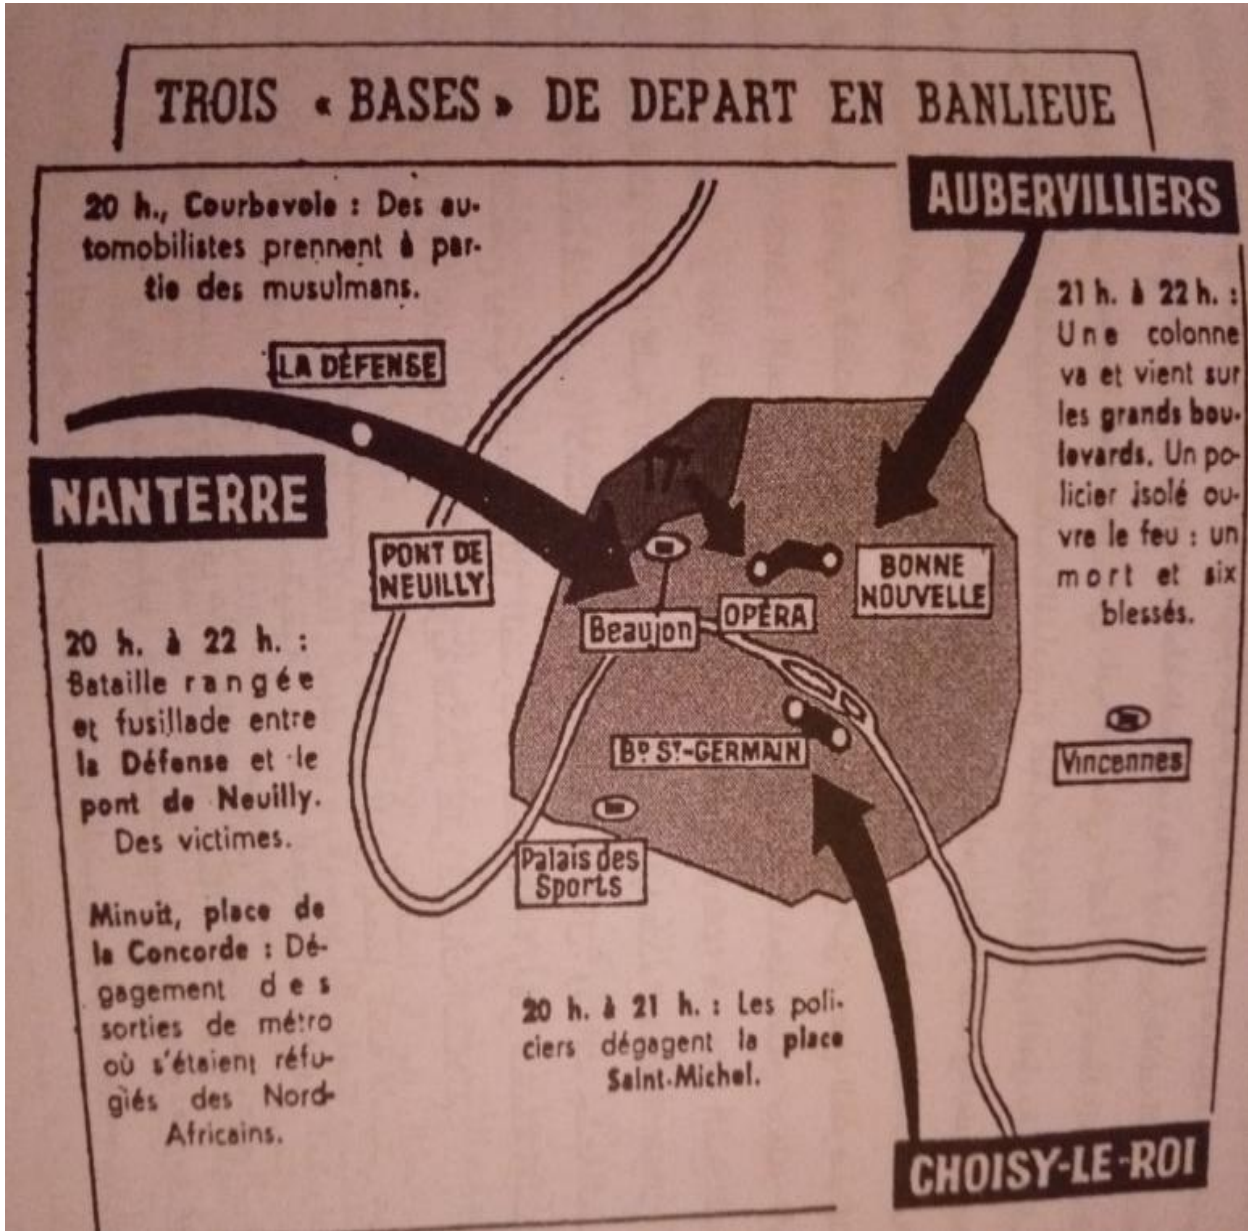 TROIS « BASES » DE DEPART EN BANLIEUE
20 h., Courbevoie : Des au-
tomobilistes prennent à par-
tie des musulmans.
AUBERVILLIERS
LA DÉFENSE
21 h. à 22 h. :
Une colonne
va et vient sur
les grands bou-
levards. Un po-
licier isolé ou-
vre le feu : un
mort et six
blessés.
17e
NANTERRE
PONT DE
NEUILLY
BONNE
NOUVELLE
OPÉRA
Beaujon
20 h. à 22 h. :
Bataille rangée
et fusillade entre
la Défense et le
pont de Neuilly.
Des victimes.
Bd ST-GERMAIN
Vincennes
Palais des
Sports
Minuit, place de
la Concorde : Dé-
gagement des
sorties de métro
où s'étaient réfu-
giés des Nord-
Africains.
20 h. à 21 h. : Les poli-
ciers dégagent la place
Saint-Michel.
CHOISY-LE-ROI